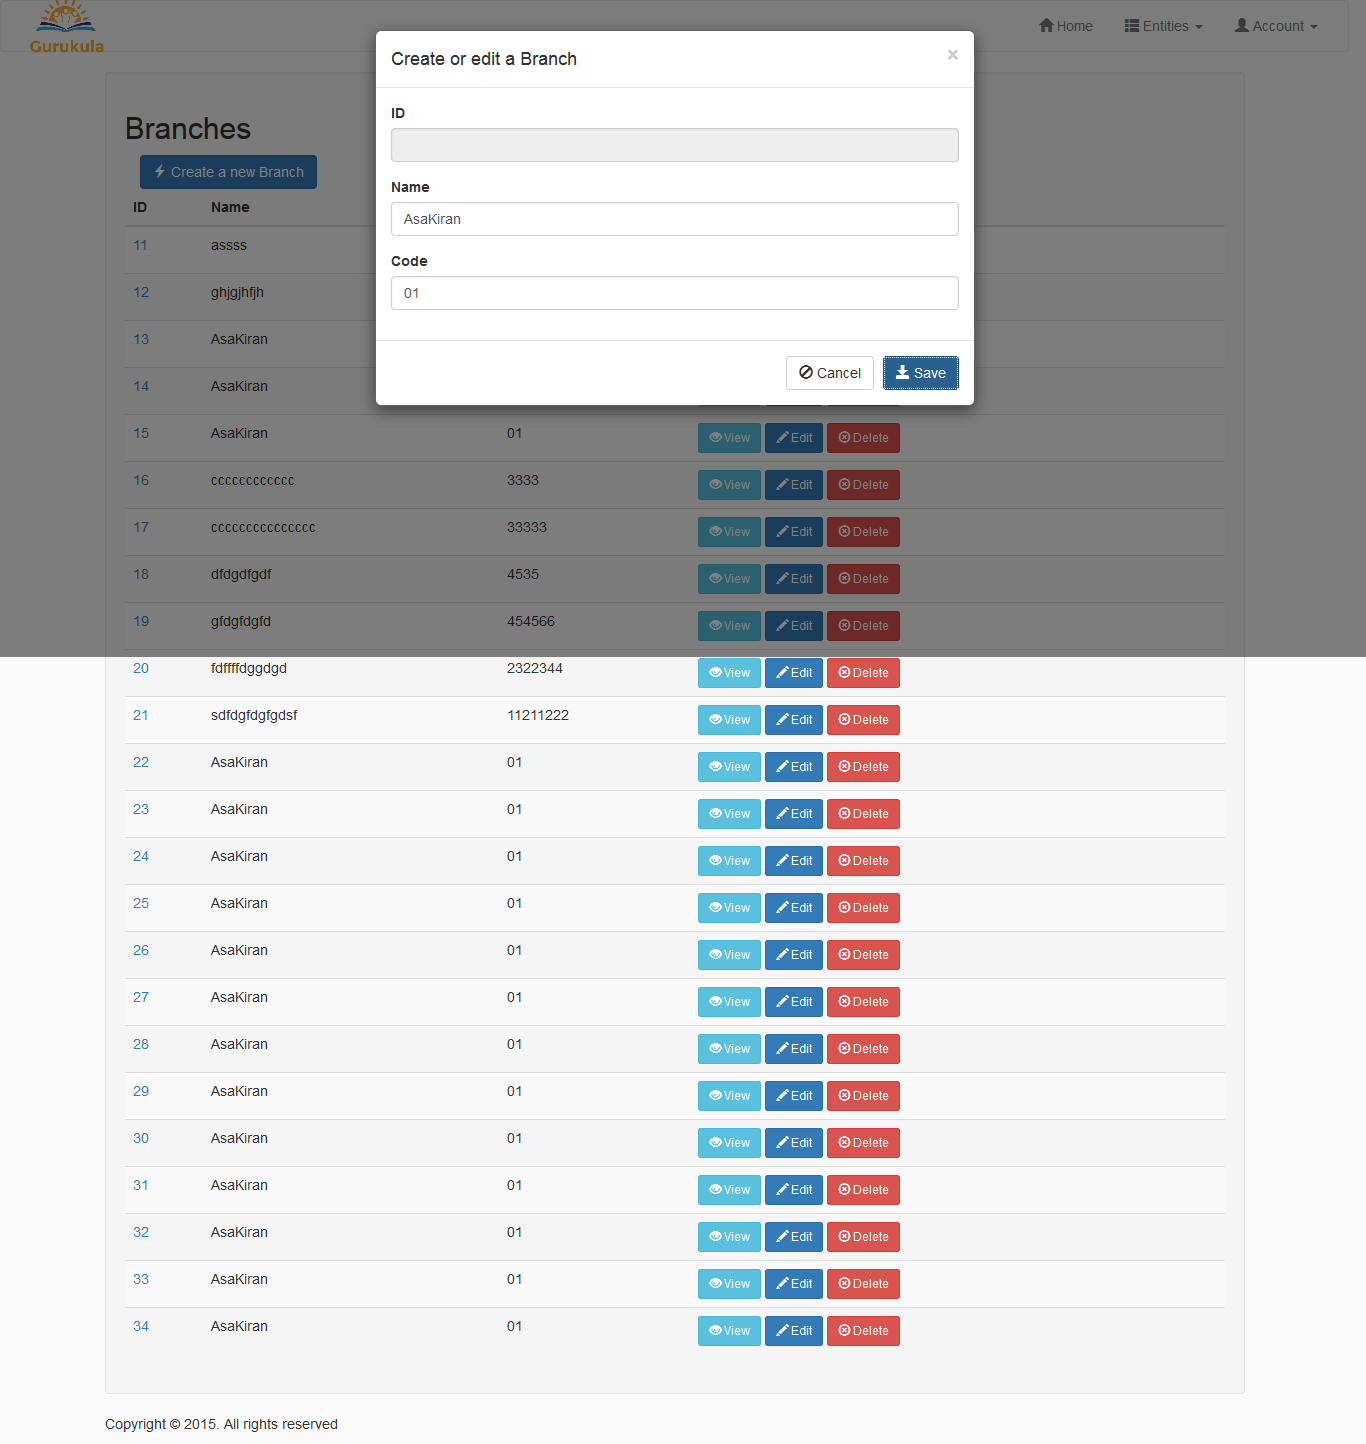 Gurukula
Home Entities Account
Create or edit a Branch ×
ID
Name
AsaKiran
Code
01
Cancel Save
Branches
Create a new Branch
ID Name
11 assss
12 ghjgjhfjh
13 AsaKiran
14 AsaKiran
15 AsaKiran 01 View Edit Delete
16 cccccccccccc 3333 View Edit Delete
17 ccccccccccccccc 33333 View Edit Delete
18 dfdgdfgdf 4535 View Edit Delete
19 gfdgfdgfd 454566 View Edit Delete
20 fdffffdggdgd 2322344 View Edit Delete
21 sdfdgfdgfgdsf 11211222 View Edit Delete
22 AsaKiran 01 View Edit Delete
23 AsaKiran 01 View Edit Delete
24 AsaKiran 01 View Edit Delete
25 AsaKiran 01 View Edit Delete
26 AsaKiran 01 View Edit Delete
27 AsaKiran 01 View Edit Delete
28 AsaKiran 01 View Edit Delete
29 AsaKiran 01 View Edit Delete
30 AsaKiran 01 View Edit Delete
31 AsaKiran 01 View Edit Delete
32 AsaKiran 01 View Edit Delete
33 AsaKiran 01 View Edit Delete
34 AsaKiran 01 View Edit Delete
Copyright © 2015. All rights reserved